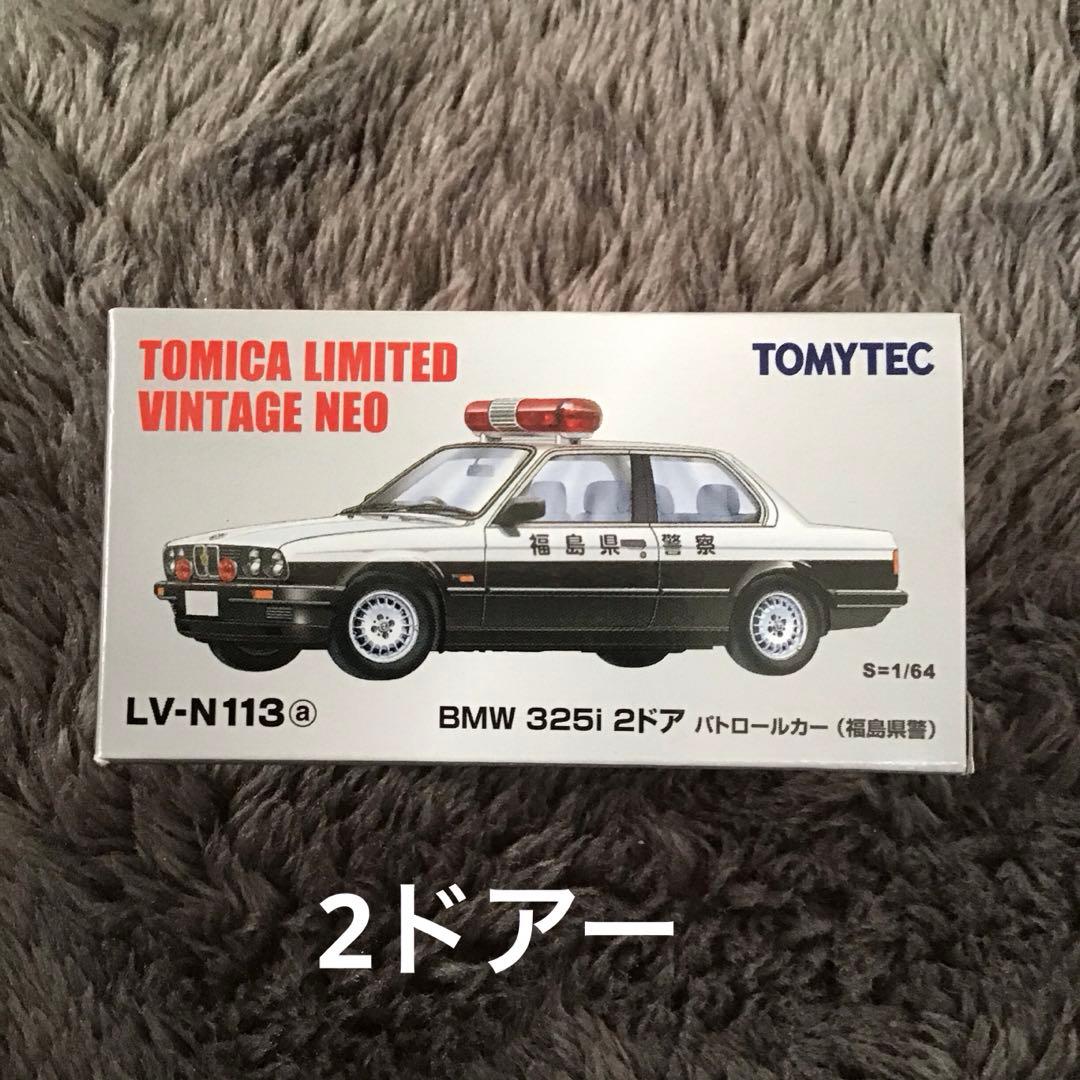 TOMICA LIMITED
VINTAGE NEO
TOMYTEC
福島県警察
S=1/64
LV-N113ⓐ
BMW 325i 2ドア パトロールカー（福島県警）
2ドアー